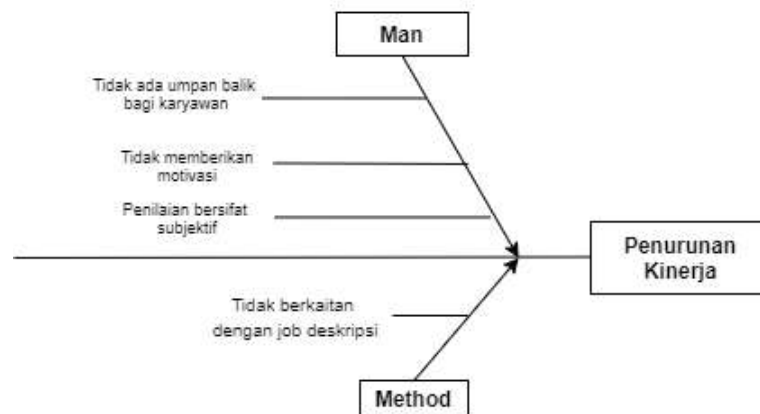 Man
Tidak ada umpan balik
bagi karyawan
Tidak memberikan
motivasi
Penilaian bersifat
subjektif
Penurunan
Kinerja
Tidak berkaitan
dengan job deskripsi
Method